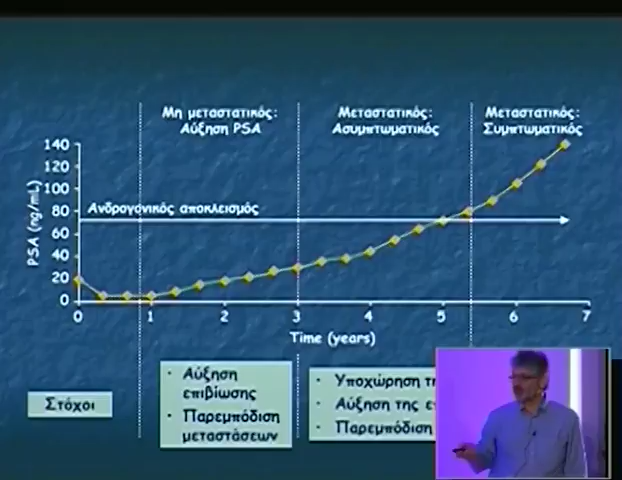 Μη μεταστατικός:
Αύξηση PSA
Μεταστατικός:
Ασυμπτωματικός
Μεταστατικός:
Συμπτωματικός
PSA (ng/mL)
140
120
100
80
60
40
20
0
Ανδρογονικός αποκλεισμός
0 1 2 3 4 5 6 7
Time (years)
Στόχοι
· Αύξηση
επιβίωσης
· Παρεμπόδιση
μεταστάσεων
· Υποχώρηση
· Αύξηση της
· Παρεμπόδιση